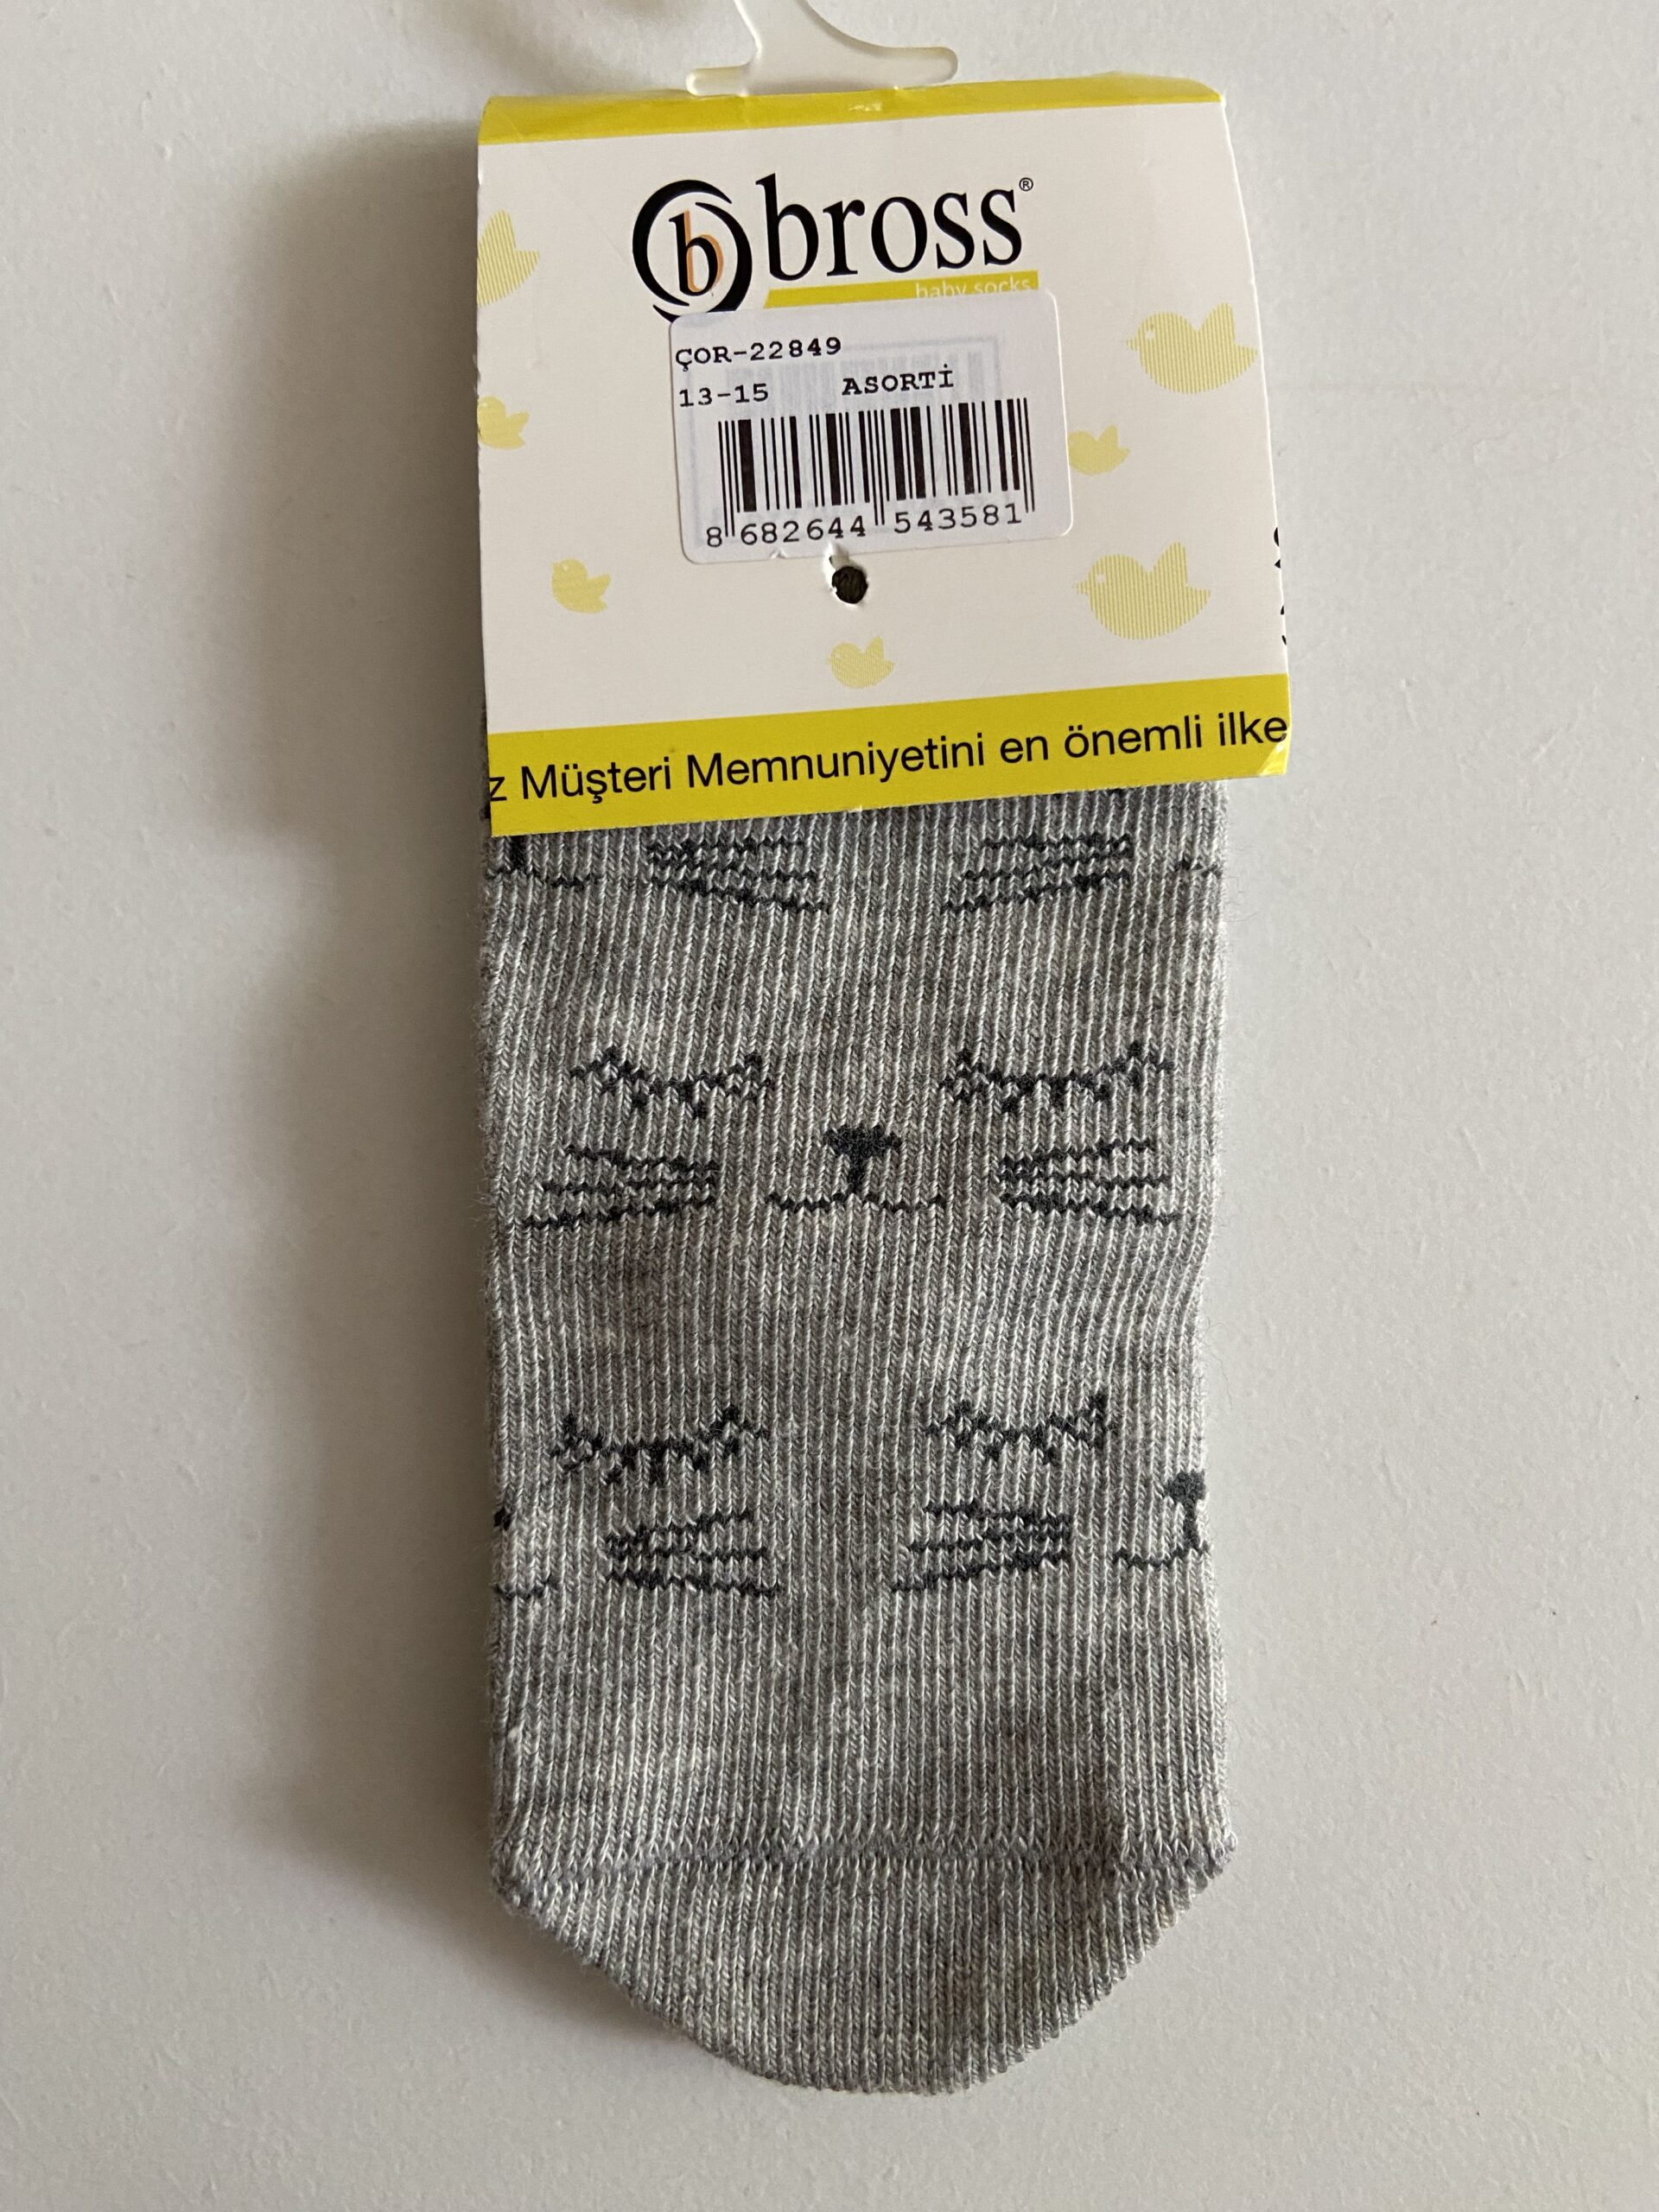 b bross®
baby socks
ÇOR-22849
13-15 ASORTİ
8 682644 543581
z Müşteri Memnuniyetini en önemli ilke